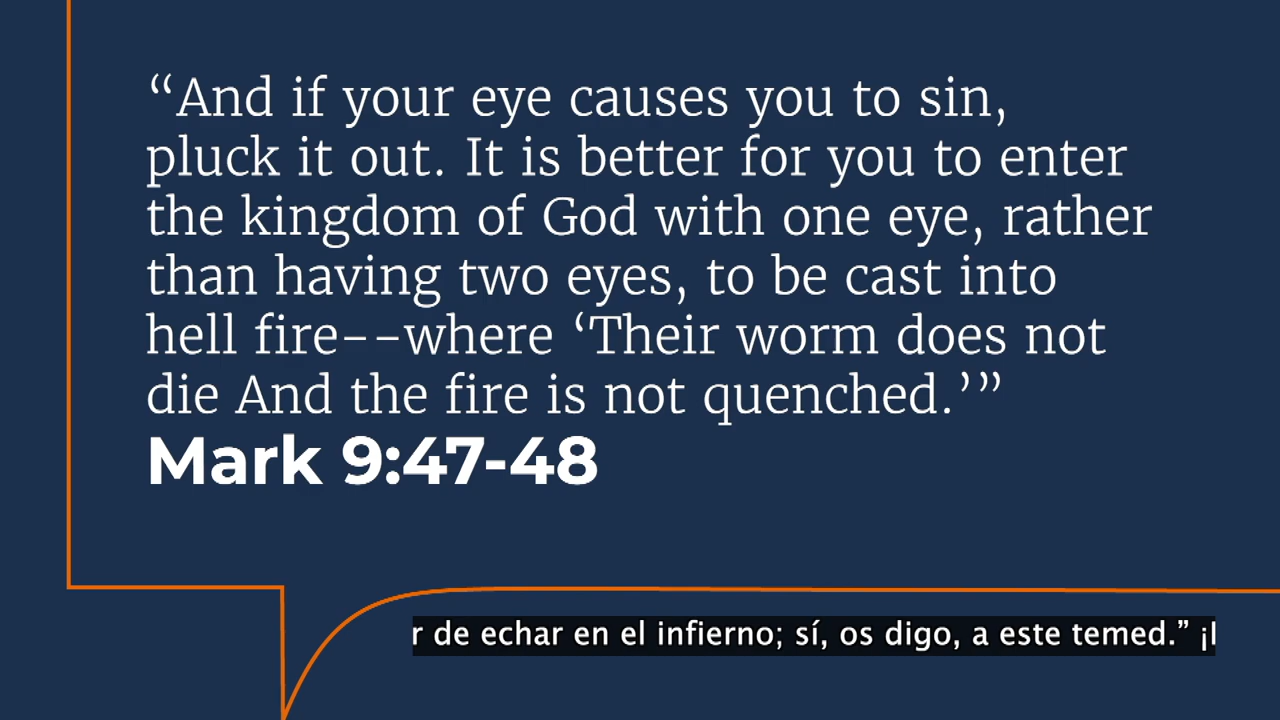 “And if your eye causes you to sin,
pluck it out. It is better for you to enter
the kingdom of God with one eye, rather
than having two eyes, to be cast into
hell fire--where ‘Their worm does not
die And the fire is not quenched.’”
Mark 9:47-48
de echar en el infierno; sí, os digo, a este temed.”